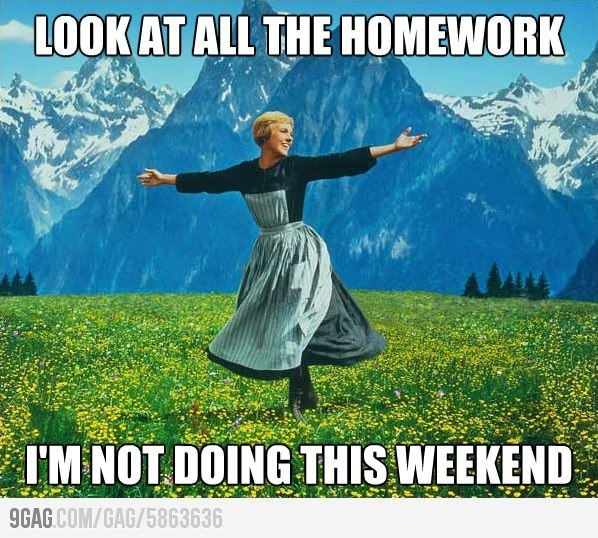 LOOK AT ALL THE HOMEWORK
I'M NOT DOING THIS WEEKEND
9GAG.COM/GAG/5863636